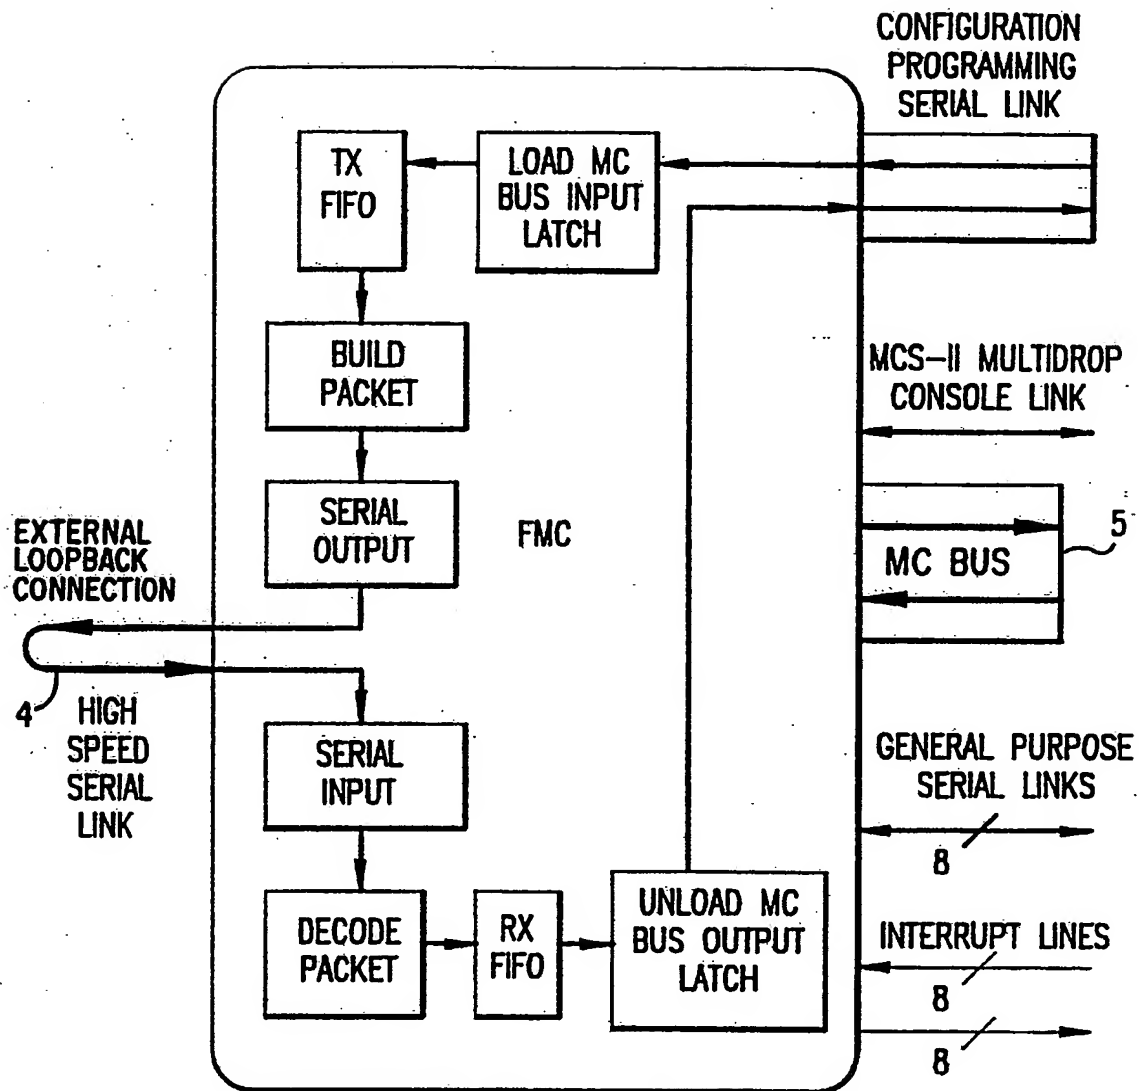 CONFIGURATION
PROGRAMMING
SERIAL LINK
TX
FIFO
LOAD MC
BUS INPUT
LATCH
BUILD
PACKET
MCS-II MULTIDROP
CONSOLE LINK
SERIAL
OUTPUT
FMC
5
MC BUS
EXTERNAL
LOOPBACK
CONNECTION
4
HIGH
SPEED
SERIAL
LINK
SERIAL
INPUT
GENERAL PURPOSE
SERIAL LINKS
8
DECODE
PACKET
RX
FIFO
UNLOAD MC
BUS OUTPUT
LATCH
INTERRUPT LINES
8
8